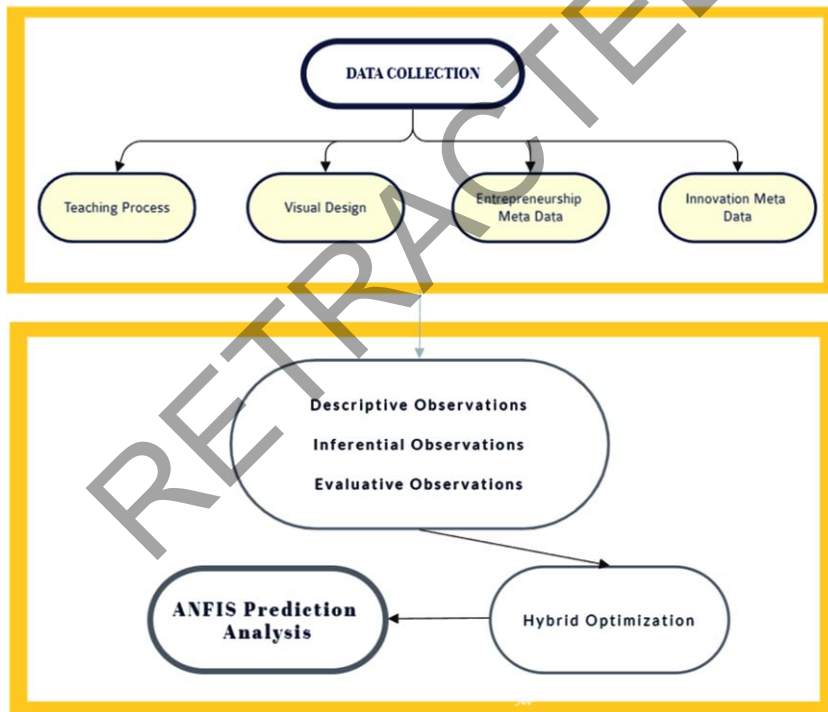 DATA COLLECTION
Teaching Process
Visual Design
Entrepreneurship
Meta Data
Innovation Meta
Data
RETRACTED
Descriptive Observations
Inferential Observations
Evaluative Observations
ANFIS Prediction
Analysis
Hybrid Optimization